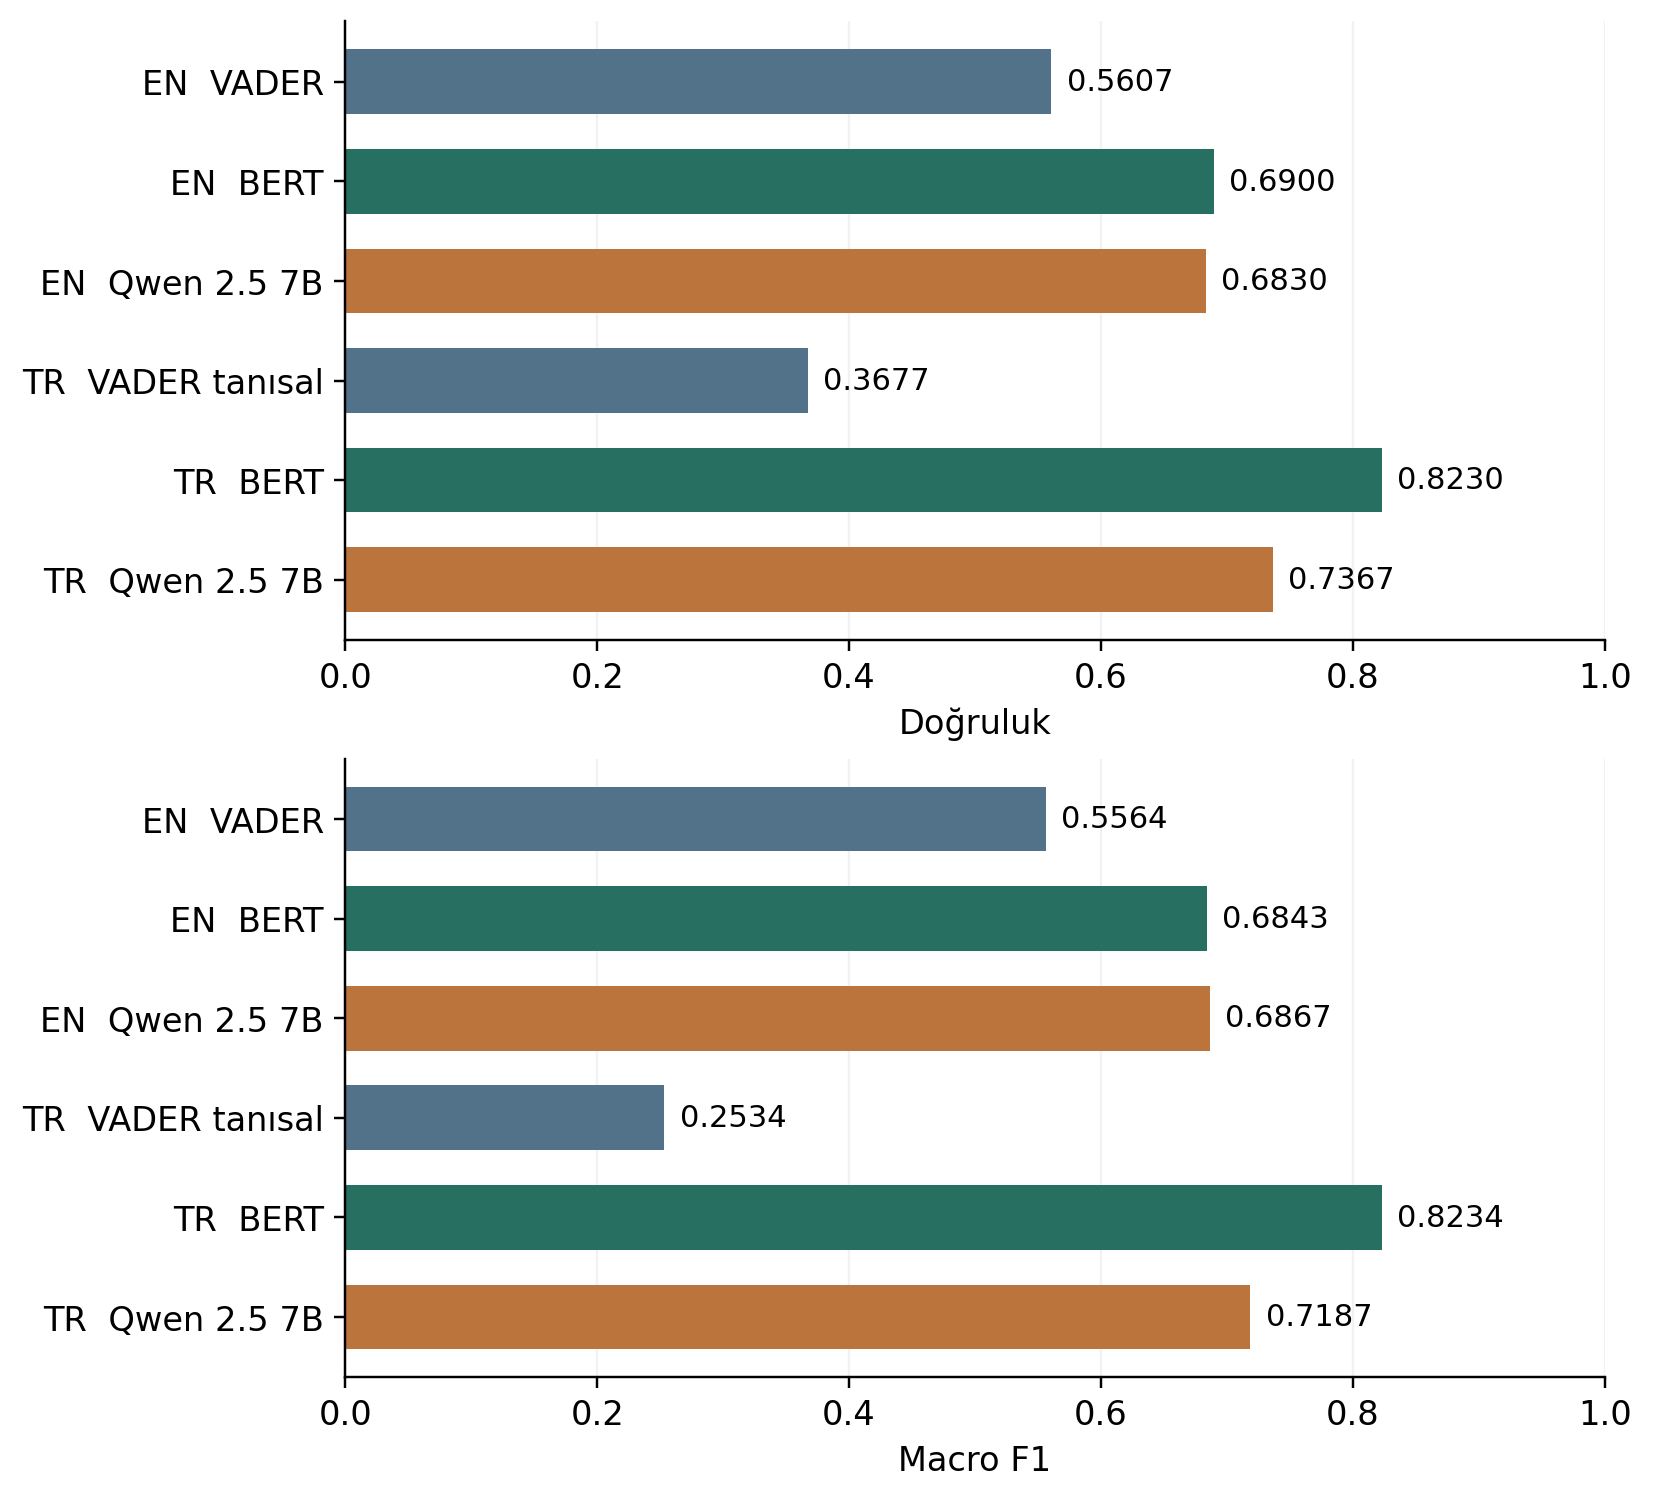 EN  VADER 0.5607
EN  BERT 0.6900
EN  Qwen 2.5 7B 0.6830
TR  VADER tanısal 0.3677
TR  BERT 0.8230
TR  Qwen 2.5 7B 0.7367
0.0 0.2 0.4 0.6 0.8 1.0
Doğruluk
EN  VADER 0.5564
EN  BERT 0.6843
EN  Qwen 2.5 7B 0.6867
TR  VADER tanısal 0.2534
TR  BERT 0.8234
TR  Qwen 2.5 7B 0.7187
0.0 0.2 0.4 0.6 0.8 1.0
Macro F1